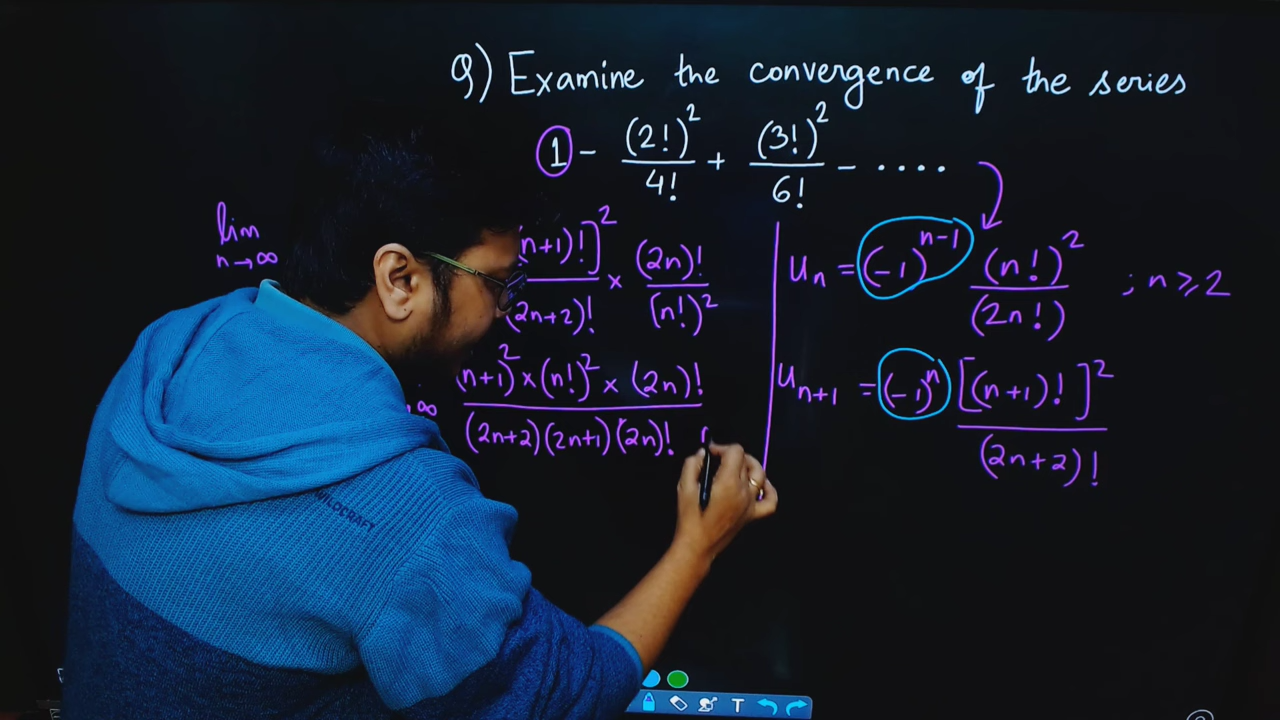 Q) Examine the convergence of the series
1 - (2!)²/4! + (3!)²/6! - ....
lim n→∞ (n+1)!]²/(2n+2)! × (2n)!/(n!)²
n+1)² × (n!)² × (2n)!/(2n+2)(2n+1)(2n)!
∞
u_n = (-1)^(n-1) (n!)²/(2n!) ; n ≥ 2
u_(n+1) = (-1)^n [(n+1)!]²/(2n+2)!
WILDCRAFT
T